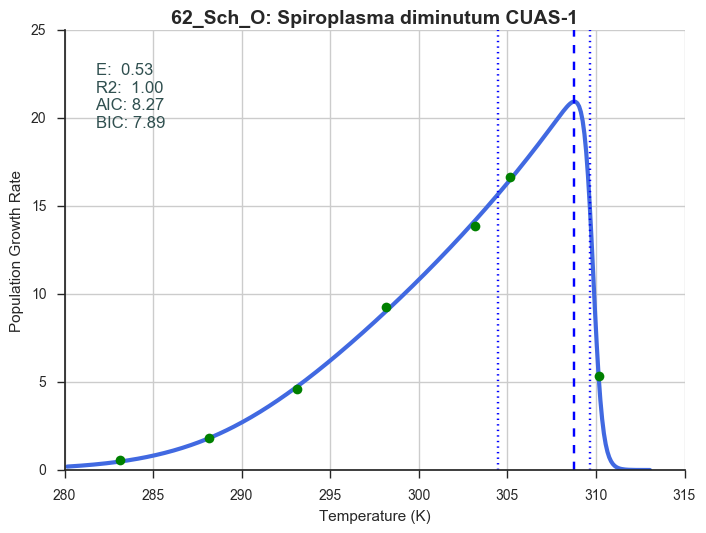 62_Sch_O: Spiroplasma diminutum CUAS-1
E:  0.53
R2:  1.00
AIC: 8.27
BIC: 7.89
Population Growth Rate
25
20
15
10
5
0
280 285 290 295 300 305 310 315
Temperature (K)